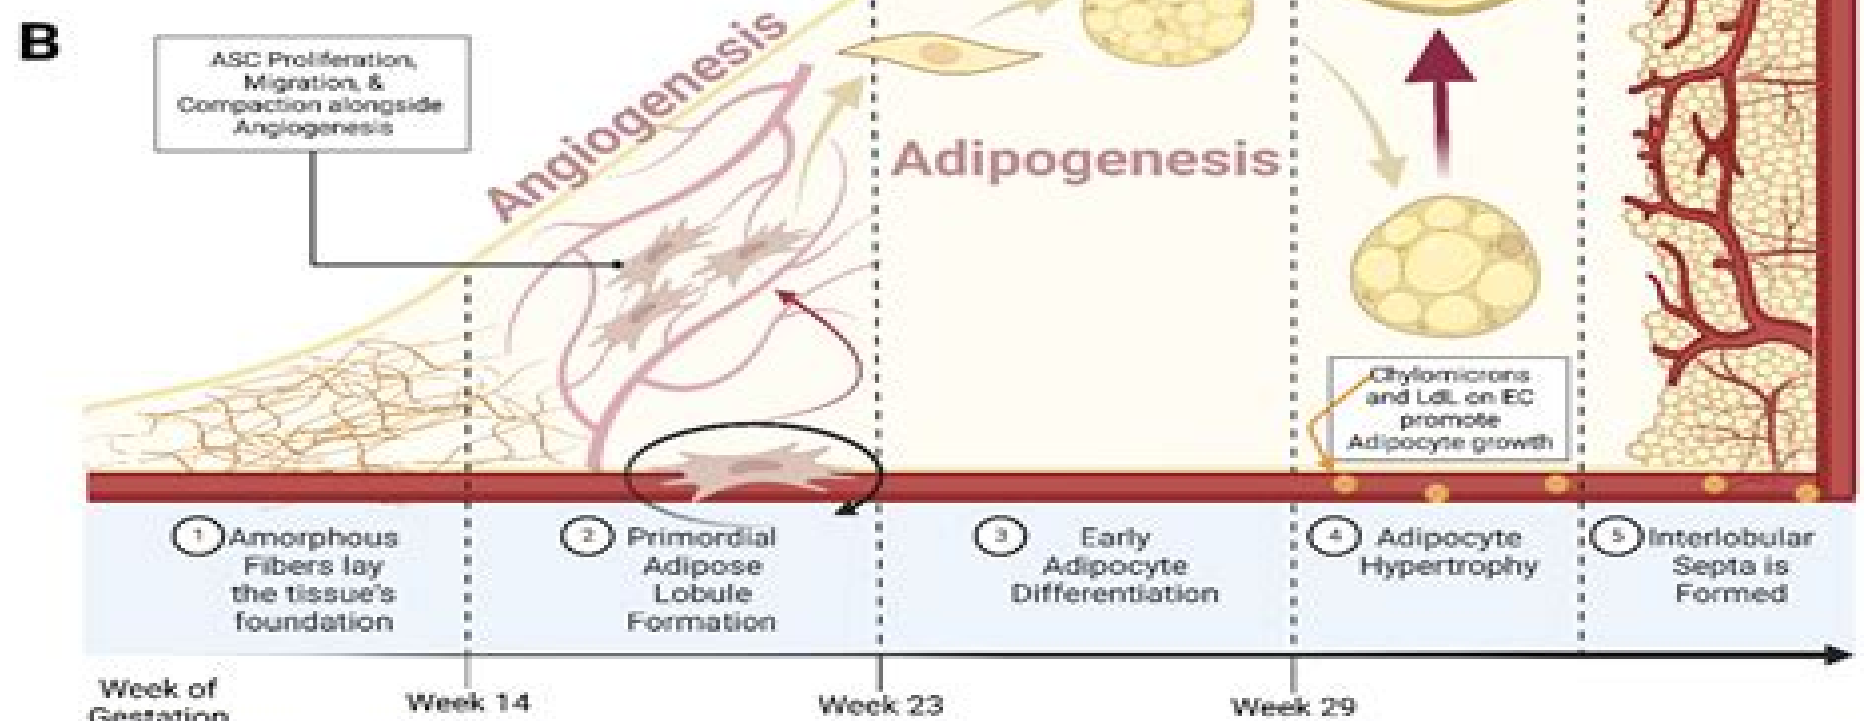 B
ASC Proliferation,
Migration, &
Compaction alongside
Angiogenesis
Angiogenesis
Adipogenesis
Chylomicrons
and LdL on EC
promote
Adipocyte growth
1 Amorphous
Fibers lay
the tissue's
foundation
2 Primordial
Adipose
Lobule
Formation
3 Early
Adipocyte
Differentiation
4 Adipocyte
Hypertrophy
5 Interlobular
Septa is
Formed
Week of
Gestation
Week 14
Week 23
Week 29